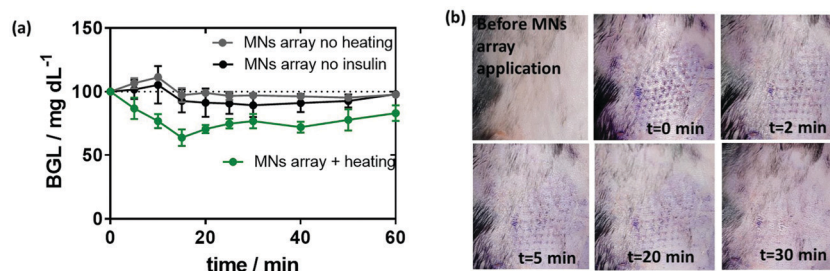 (a)
150
100
50
0
BGL / mg dL⁻¹
MNs array no heating
MNs array no insulin
MNs array + heating
0
20
40
60
time / min
(b)
Before MNs
array
application
t=0 min
t=2 min
t=5 min
t=20 min
t=30 min